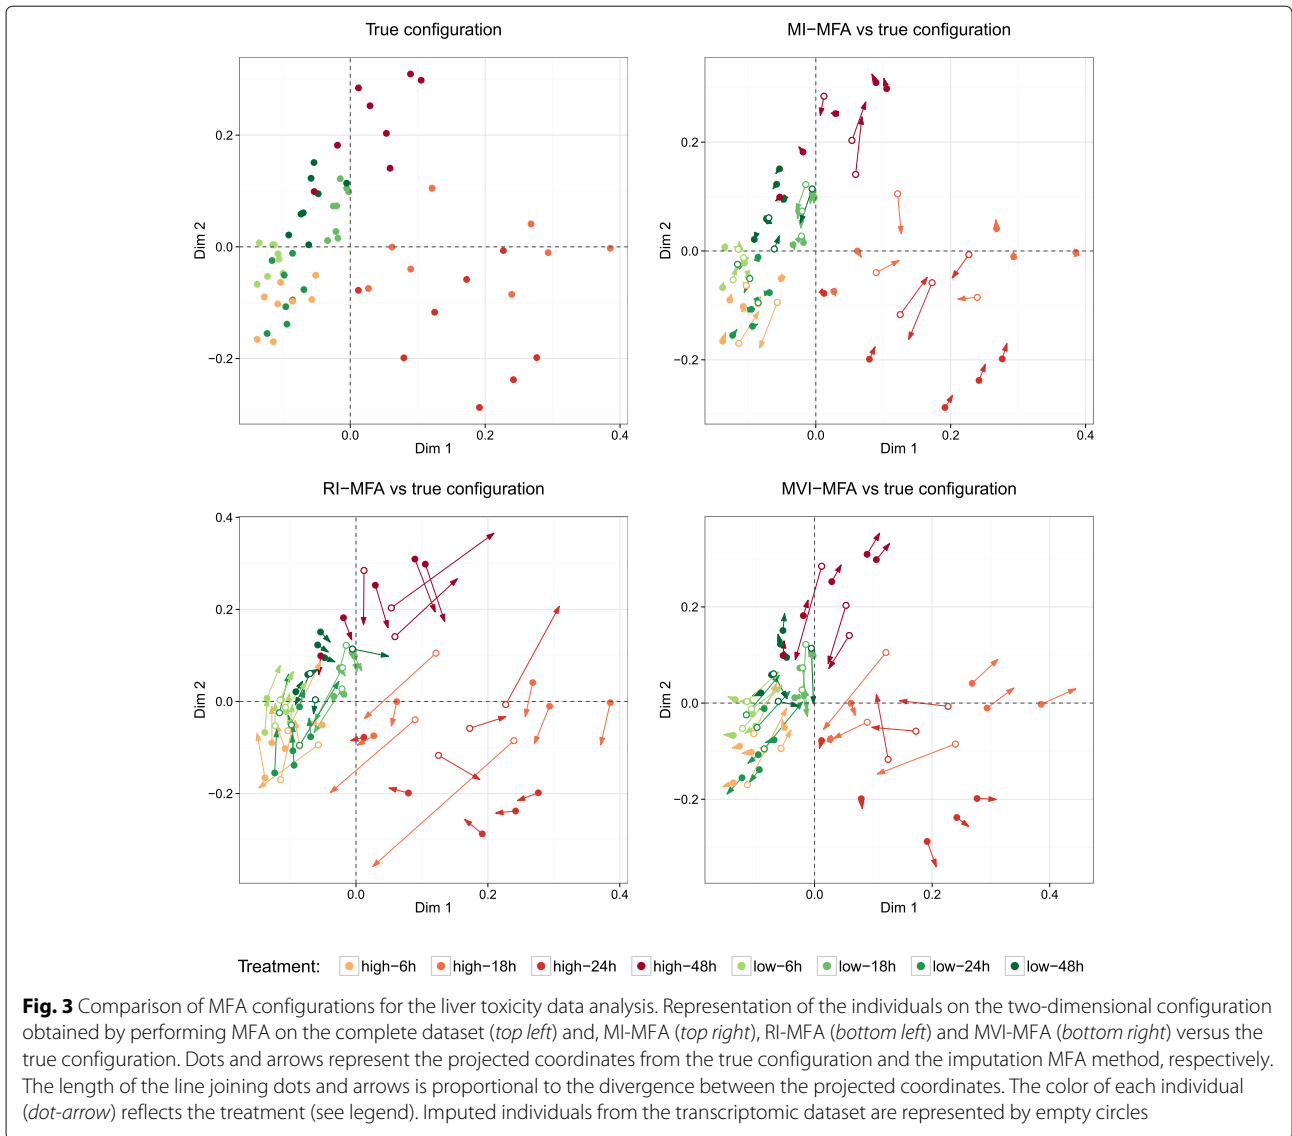 True configuration
MI−MFA vs true configuration
0.2
0.0
−0.2
Dim 2
0.0
0.2
0.4
Dim 1
0.2
0.0
−0.2
Dim 2
0.0
0.2
0.4
Dim 1
RI−MFA vs true configuration
MVI−MFA vs true configuration
0.4
0.2
0.0
−0.2
Dim 2
0.0
0.2
0.4
Dim 1
0.2
0.0
−0.2
Dim 2
0.0
0.2
0.4
Dim 1
Treatment: high−6h high−18h high−24h high−48h low−6h low−18h low−24h low−48h
Fig. 3 Comparison of MFA configurations for the liver toxicity data analysis. Representation of the individuals on the two-dimensional configuration
obtained by performing MFA on the complete dataset (top left) and, MI-MFA (top right), RI-MFA (bottom left) and MVI-MFA (bottom right) versus the
true configuration. Dots and arrows represent the projected coordinates from the true configuration and the imputation MFA method, respectively.
The length of the line joining dots and arrows is proportional to the divergence between the projected coordinates. The color of each individual
(dot-arrow) reflects the treatment (see legend). Imputed individuals from the transcriptomic dataset are represented by empty circles